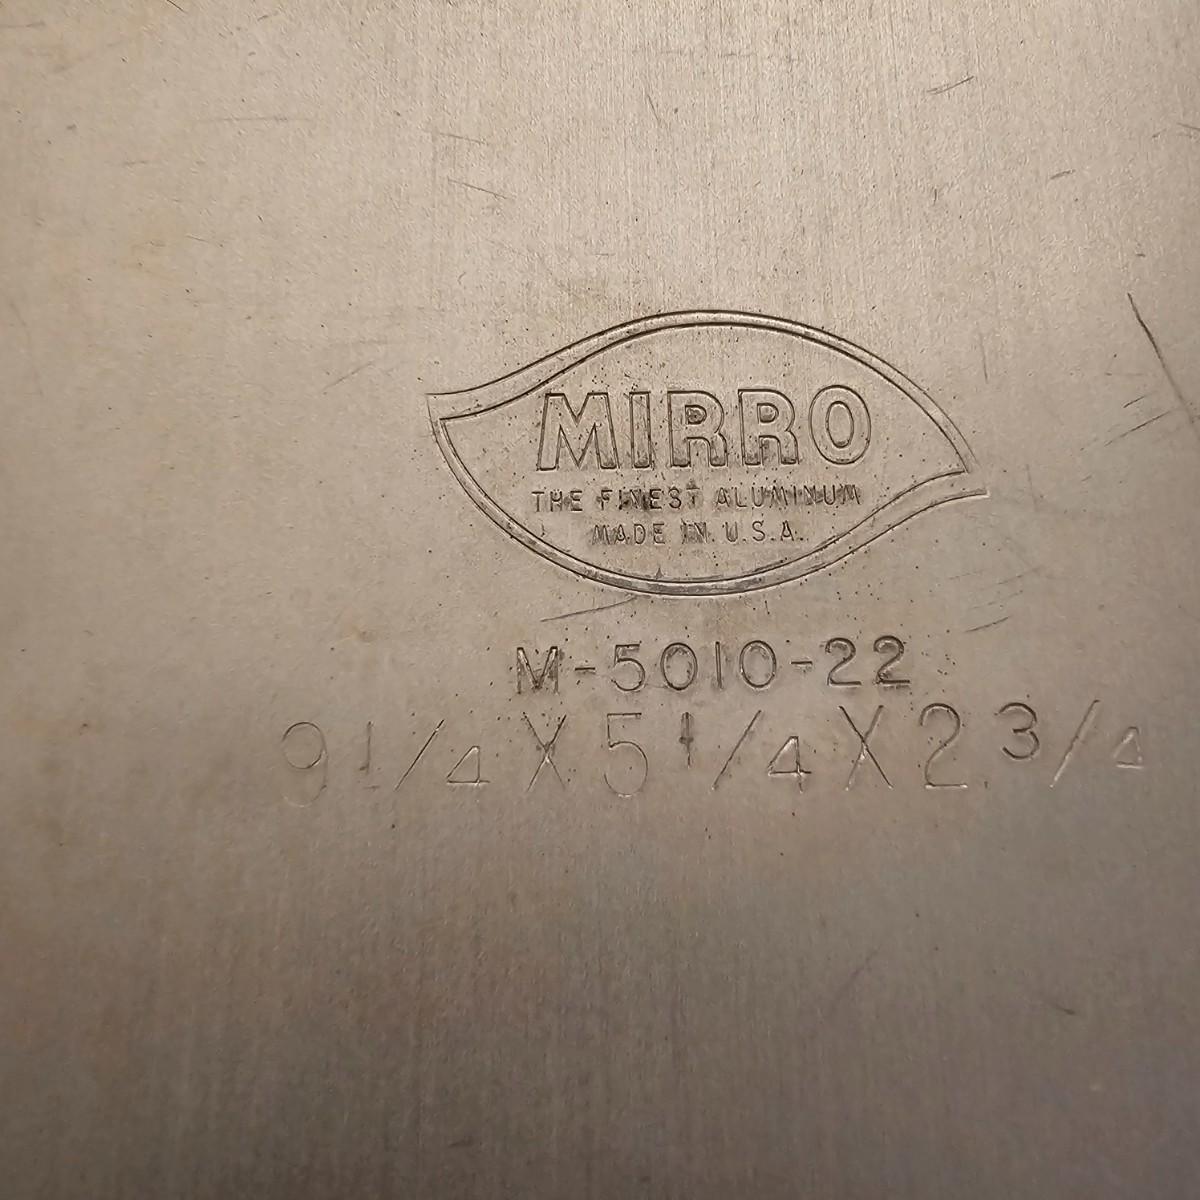 MIRRO
THE FINEST ALUMINUM
MADE IN U.S.A.
M-5010-22
9 1/4 X 5 1/4 X 2 3/4